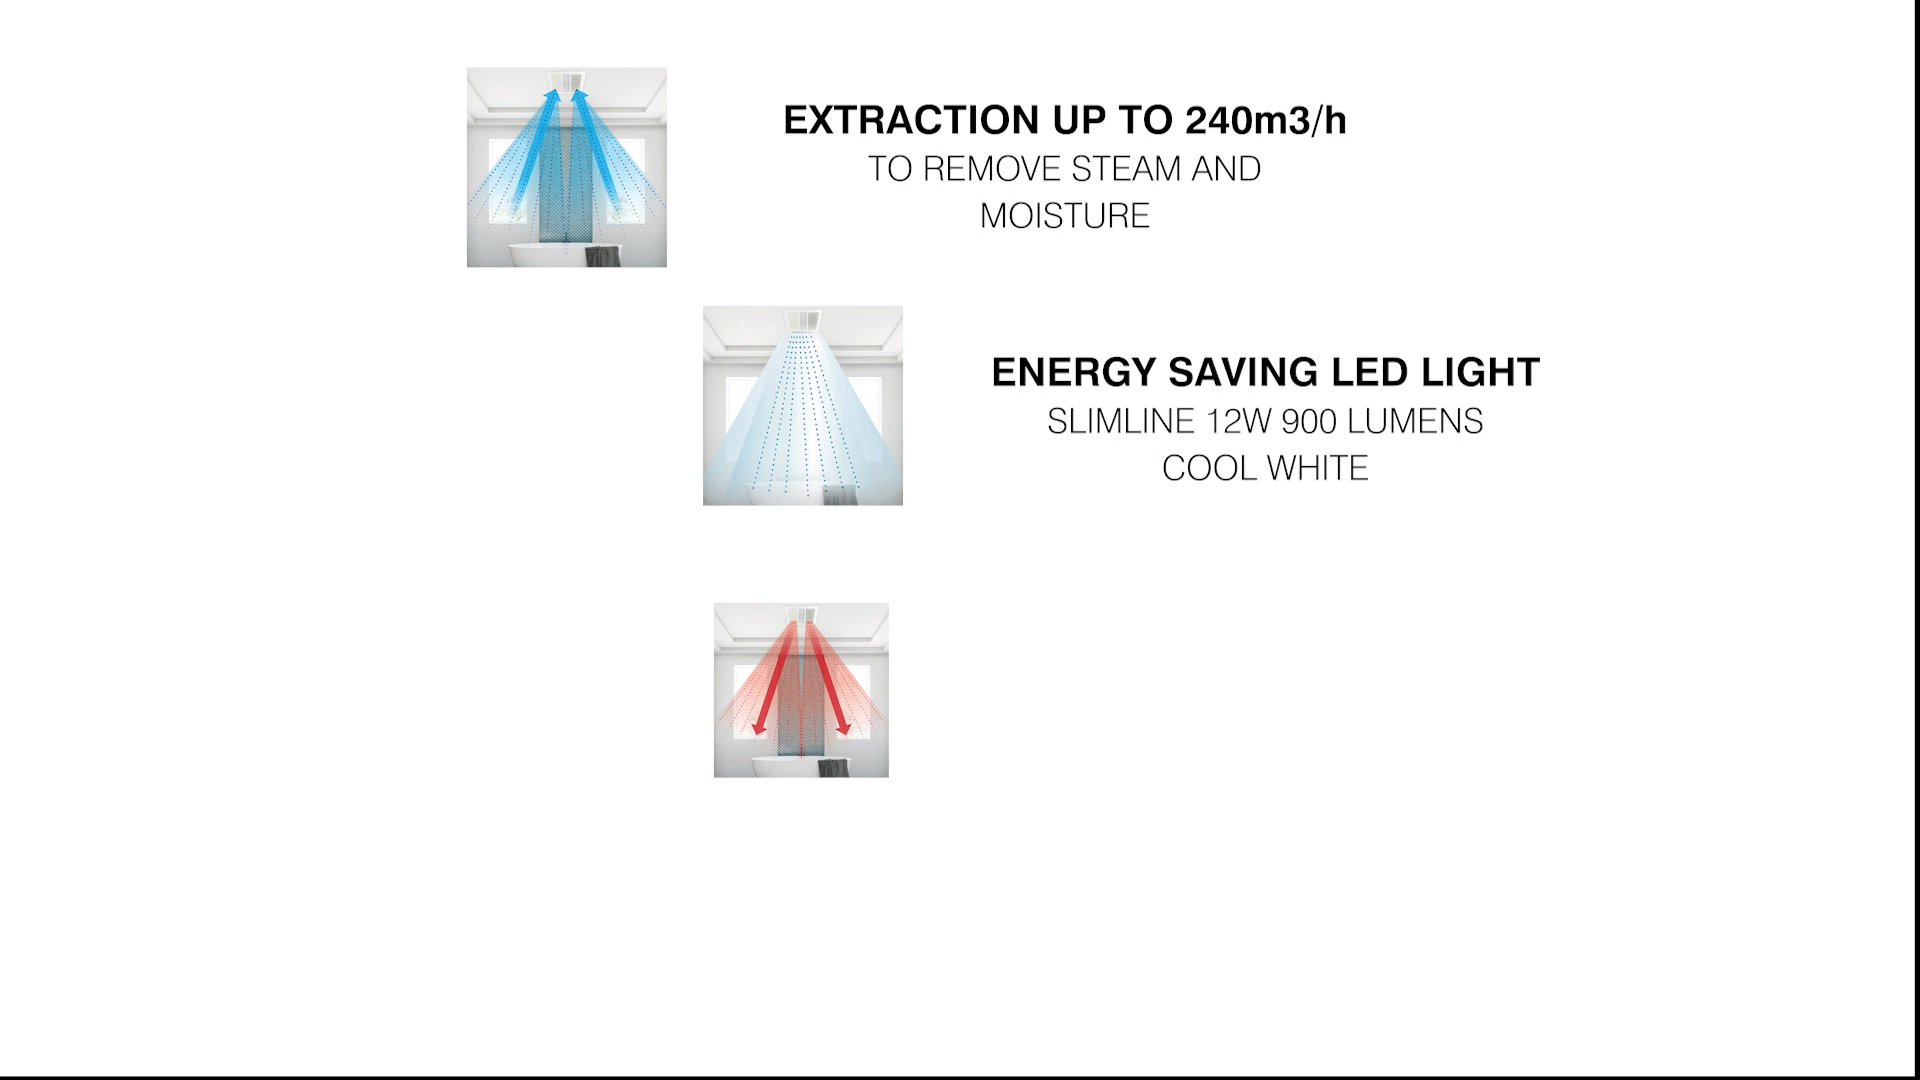 EXTRACTION UP TO 240m3/h
TO REMOVE STEAM AND
MOISTURE
ENERGY SAVING LED LIGHT
SLIMLINE 12W 900 LUMENS
COOL WHITE